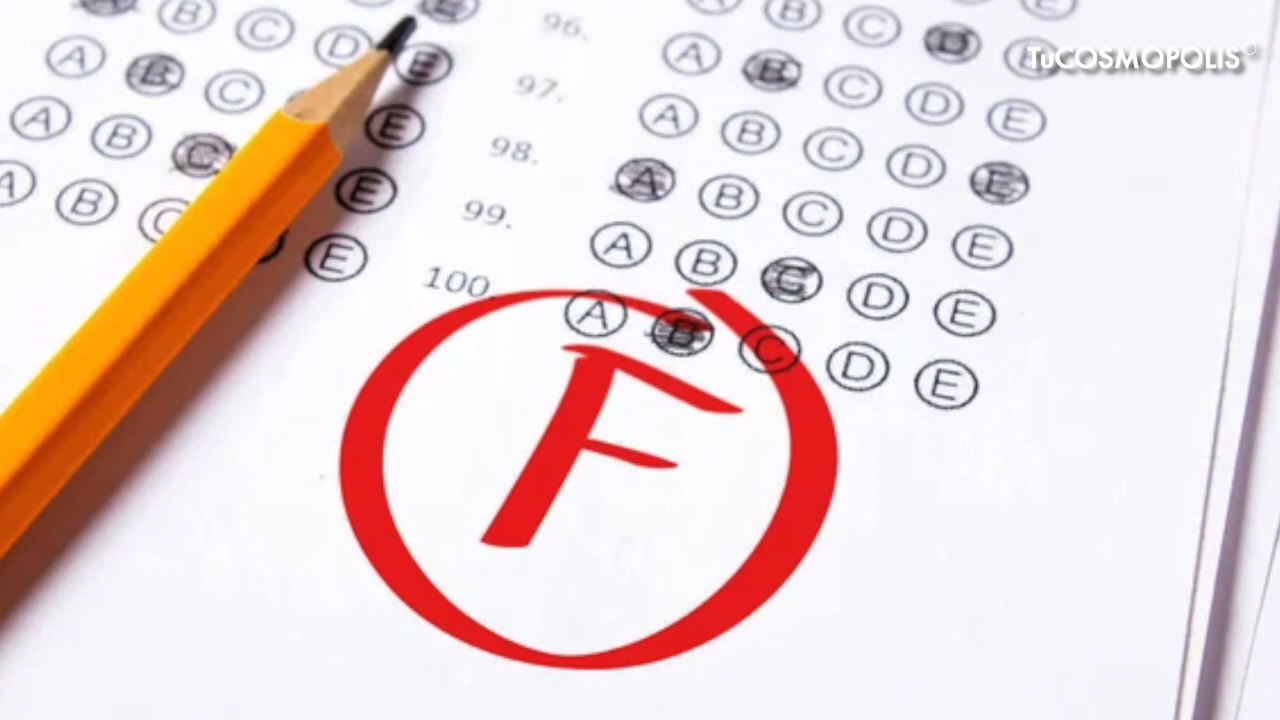 A B C D E
A B C E
A B C E
A B C E
A B C D E
96. A B C D E
97. A B C D E
98. A B C D E
99. A B C D E
100. A B C D E
F
TuCOSMOPOLIS©